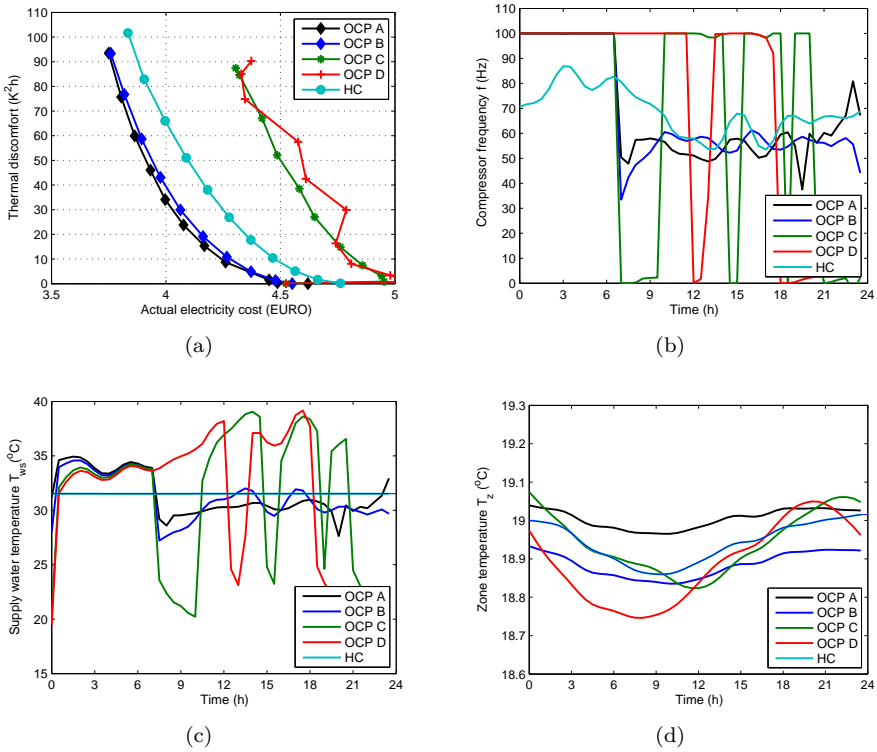 110
100
90
80
70
60
50
40
30
20
10
0
Thermal discomfort (K²h)
3.5 4 4.5 5
Actual electricity cost (EURO)
OCP A
OCP B
OCP C
OCP D
HC
(a)
100
90
80
70
60
50
40
30
20
10
0
Compressor frequency f (Hz)
0 3 6 9 12 15 18 21 24
Time (h)
OCP A
OCP B
OCP C
OCP D
HC
(b)
40
35
30
25
20
15
Supply water temperature T_ws (°C)
0 3 6 9 12 15 18 21 24
Time (h)
OCP A
OCP B
OCP C
OCP D
HC
(c)
19.3
19.2
19.1
19
18.9
18.8
18.7
18.6
Zone temperature T_z (°C)
0 3 6 9 12 15 18 21 24
Time (h)
OCP A
OCP B
OCP C
OCP D
HC
(d)